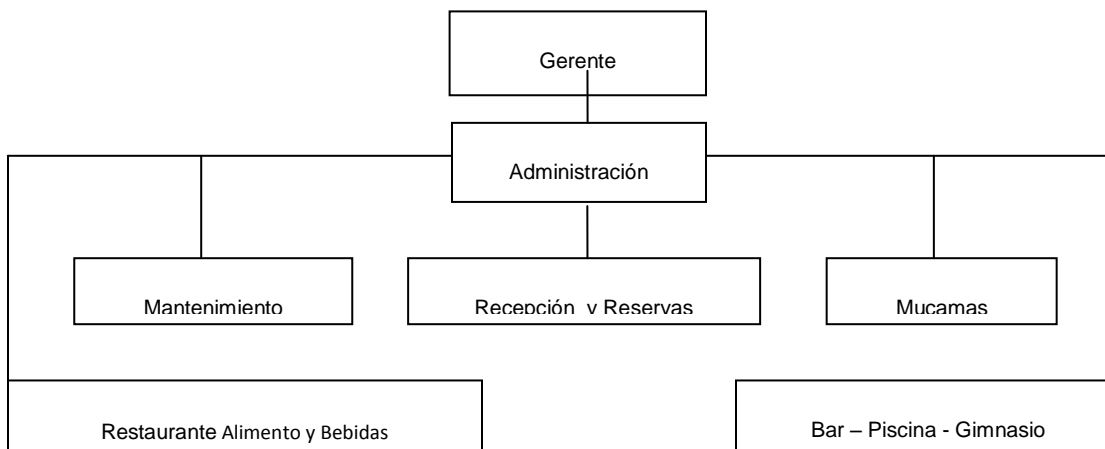 Gerente
Administración
Mantenimiento
Recepción y Reservas
Mucamas
Restaurante Alimento y Bebidas
Bar – Piscina - Gimnasio